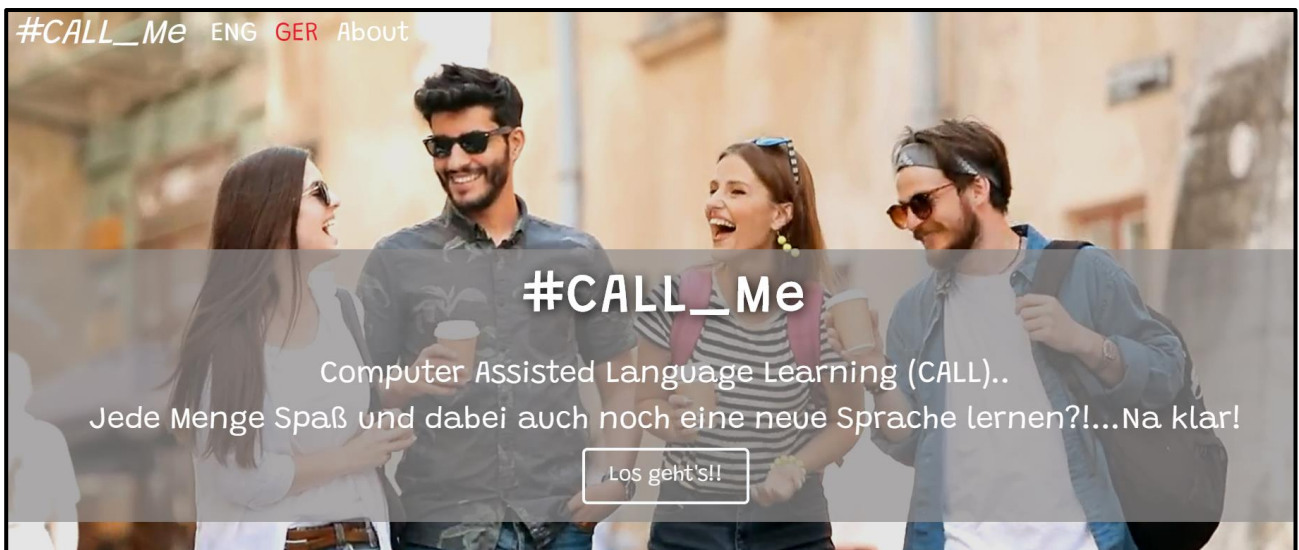 #CALL_Me ENG GER About
#CALL_Me
Computer Assisted Language Learning (CALL)..
Jede Menge Spaß und dabei auch noch eine neue Sprache lernen?!...Na klar!
Los geht's!!